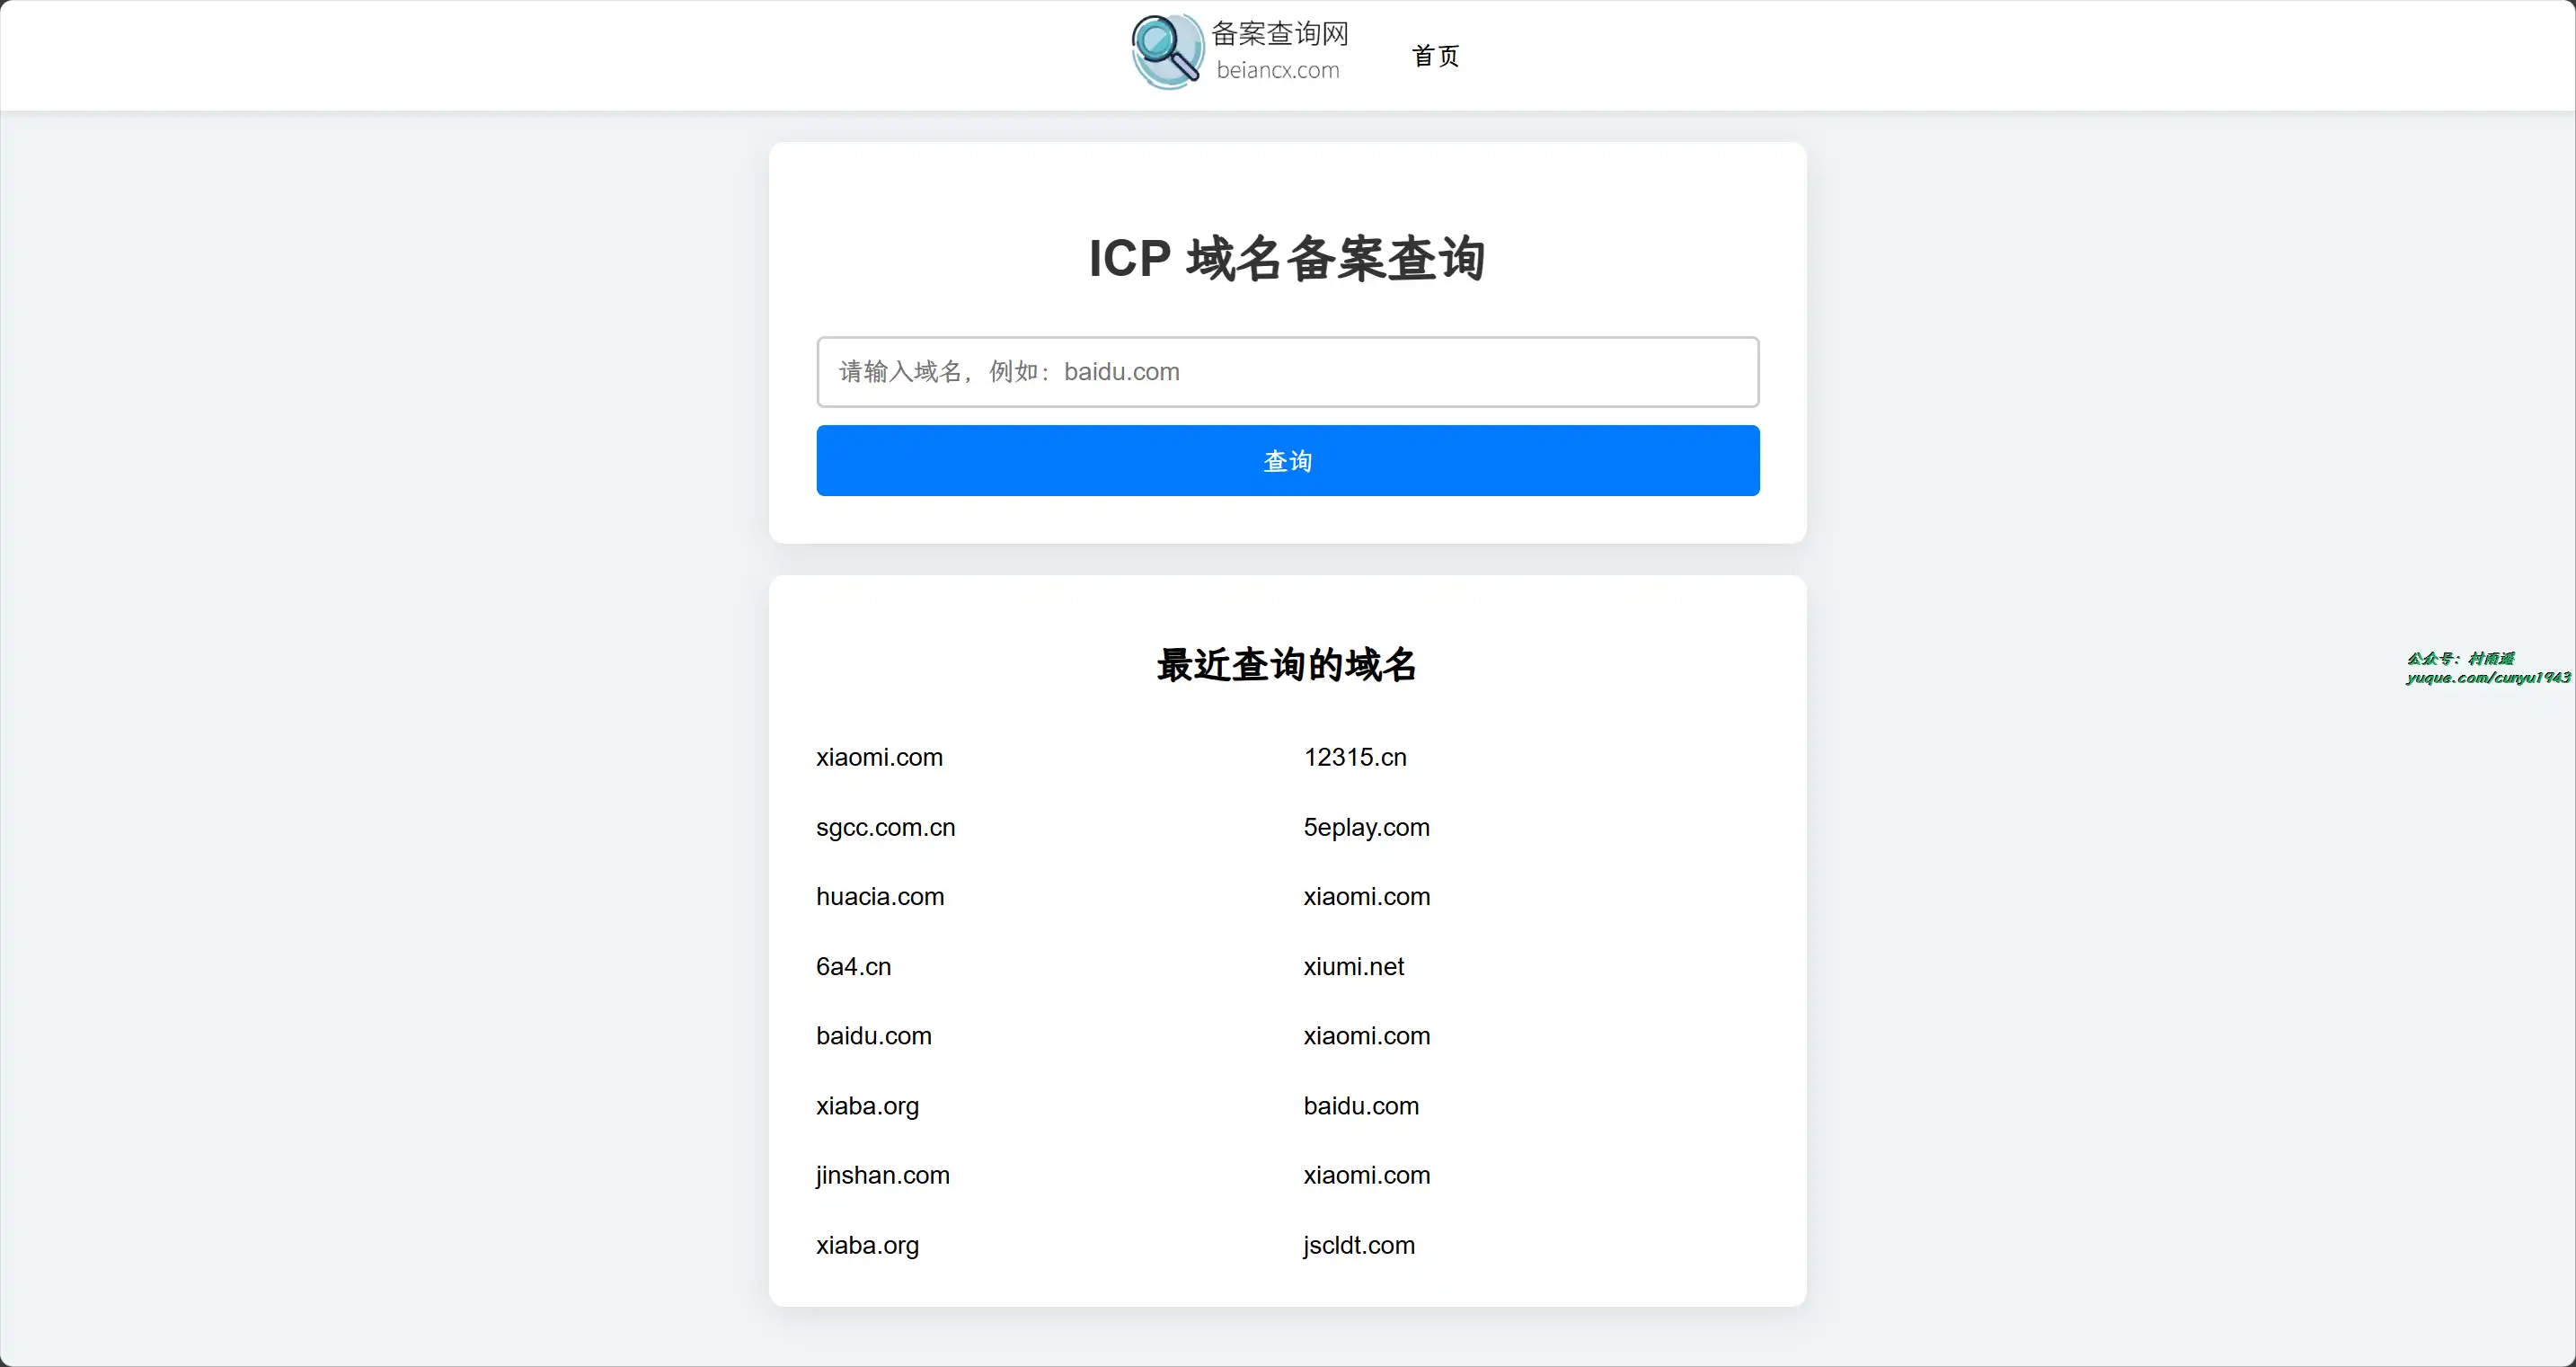 备案查询网
beiancx.com
首页
ICP 域名备案查询
请输入域名，例如：baidu.com
查询
最近查询的域名
xiaomi.com
12315.cn
sgcc.com.cn
5eplay.com
huacia.com
xiaomi.com
6a4.cn
xiumi.net
baidu.com
xiaomi.com
xiaba.org
baidu.com
jinshan.com
xiaomi.com
xiaba.org
jscldt.com
公众号：村雨遥
yuque.com/cunyu1943